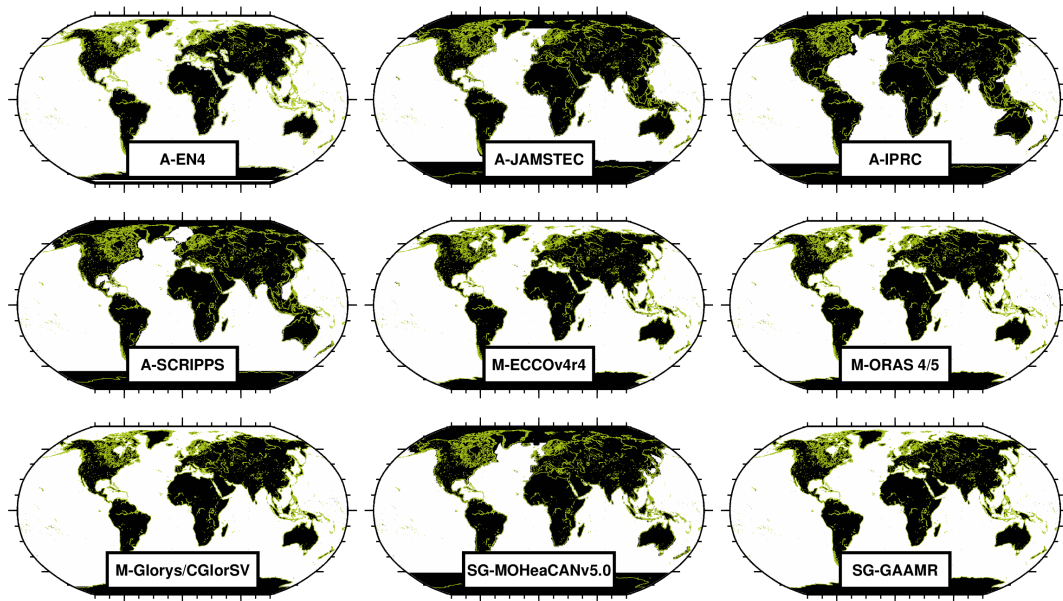 A-EN4
A-JAMSTEC
A-IPRC
A-SCRIPPS
M-ECCOv4r4
M-ORAS 4/5
M-Glorys/CGlorSV
SG-MOHeaCANv5.0
SG-GAAMR